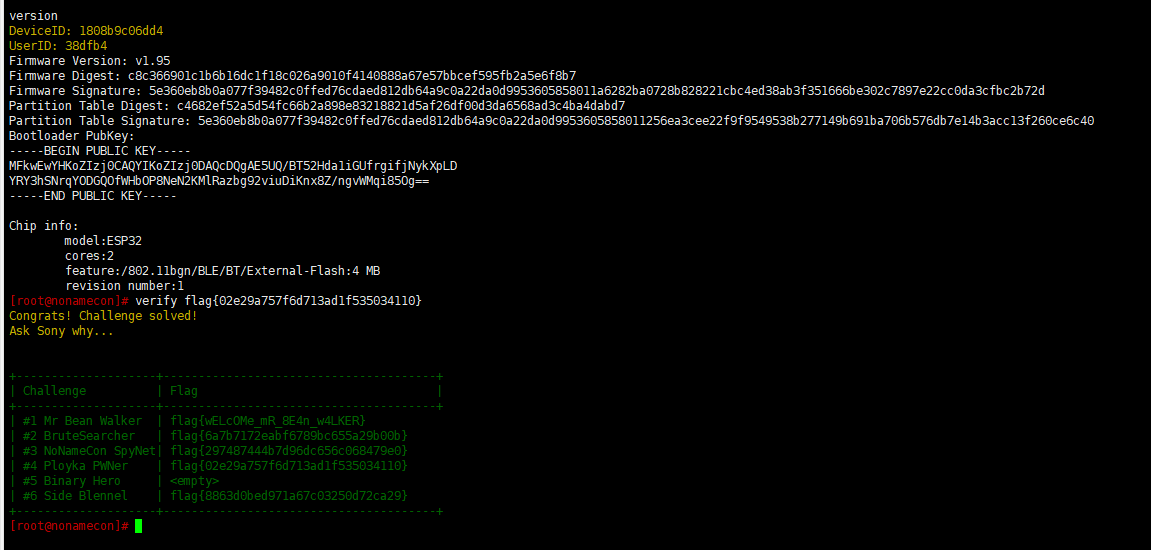 version
DeviceID: 1808b9c06dd4
UserID: 38dfb4
Firmware Version: v1.95
Firmware Digest: c8c366901c1b6b16dc1f18c026a9010f4140888a67e57bbcef595fb2a5e6f8b7
Firmware Signature: 5e360eb8b0a077f39482c0ffed76cdaed812db64a9c0a22da0d9953605858011a6282ba0728b828221cbc4ed38ab3f351666be302c7897e22cc0da3cfbc2b72d
Partition Table Digest: c4682ef52a5d54fc66b2a898e83218821d5af26df00d3da6568ad3c4ba4dabd7
Partition Table Signature: 5e360eb8b0a077f39482c0ffed76cdaed812db64a9c0a22da0d9953605858011256ea3cee22f9f9549538b277149b691ba706b576db7e14b3acc13f260ce6c40
Bootloader PubKey:
-----BEGIN PUBLIC KEY-----
MFkwEwYHKoZIzj0CAQYIKoZIzj0DAQcDQgAE5UQ/BT52Hda1iGUfrgifjNykXpLD
YRY3hSNrqYODGQOfWHbOP8NeN2KMlRazbg92viuDiKnx8Z/ngvWMqi85Og==
-----END PUBLIC KEY-----
Chip info:
model:ESP32
cores:2
feature:/802.11bgn/BLE/BT/External-Flash:4 MB
revision number:1
[root@nonamecon]# verify flag{02e29a757f6d713ad1f535034110}
Congrats! Challenge solved!
Ask Sony why...
+--------------------+---------------------------------------+
| Challenge | Flag |
+--------------------+---------------------------------------+
| #1 Mr Bean Walker | flag{wELcOMe_mR_8E4n_w4LKER}
| #2 BruteSearcher | flag{6a7b7172eabf6789bc655a29b00b}
| #3 NoNameCon SpyNet| flag{297487444b7d96dc656c068479e0}
| #4 Ployka PWNer | flag{02e29a757f6d713ad1f535034110}
| #5 Binary Hero | <empty>
| #6 Side Blennel | flag{8863d0bed971a67c03250d72ca29}
+--------------------+---------------------------------------+
[root@nonamecon]#